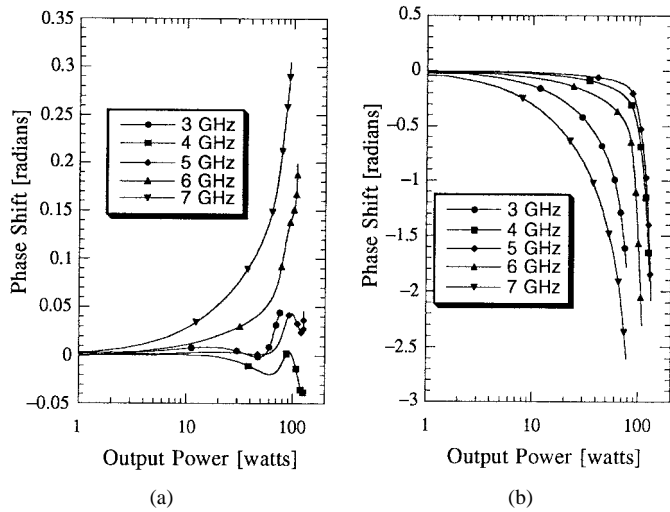 0.35
0.3
0.25
0.2
0.15
0.1
0.05
0
−0.05
Phase Shift [radians]
3 GHz
4 GHz
5 GHz
6 GHz
7 GHz
1
10
100
Output Power [watts]
(a)
0.5
−0
−0.5
−1
−1.5
−2
−2.5
−3
Phase Shift [radians]
3 GHz
4 GHz
5 GHz
6 GHz
7 GHz
1
10
100
Output Power [watts]
(b)